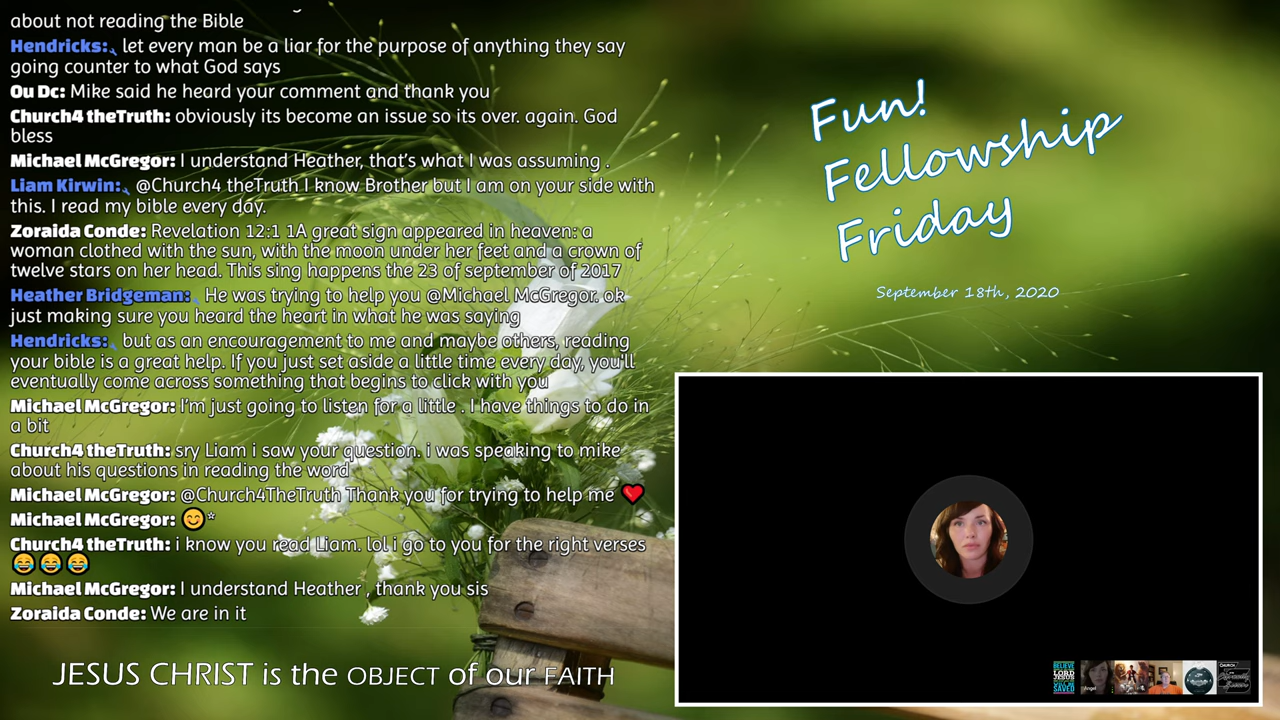 about not reading the Bible
Hendricks: let every man be a liar for the purpose of anything they say
going counter to what God says
Ou Dc: Mike said he heard your comment and thank you
Church4 theTruth: obviously its become an issue so its over. again. God
bless
Michael McGregor: I understand Heather, that's what I was assuming .
Liam Kirwin: @Church4 theTruth I know Brother but I am on your side with
this. I read my bible every day.
Zoraida Conde: Revelation 12:1 1A great sign appeared in heaven: a
woman clothed with the sun, with the moon under her feet and a crown of
twelve stars on her head. This sing happens the 23 of september of 2017
Heather Bridgeman: He was trying to help you @Michael McGregor. ok
just making sure you heard the heart in what he was saying
Hendricks: but as an encouragement to me and maybe others, reading
your bible is a great help. If you just set aside a little time every day, you'll
eventually come across something that begins to click with you
Michael McGregor: I'm just going to listen for a little . I have things to do in
a bit
Church4 theTruth: sry Liam i saw your question. i was speaking to mike
about his questions in reading the word
Michael McGregor: @Church4TheTruth Thank you for trying to help me ❤
Michael McGregor: 😊*
Church4 theTruth: i know you read Liam. lol i go to you for the right verses
😂😂😂
Michael McGregor: I understand Heather , thank you sis
Zoraida Conde: We are in it
JESUS CHRIST is the OBJECT of our FAITH
Fun!
Fellowship
Friday
September 18th, 2020
BELIEVE
LORD
JESUS
SAVED
Angel